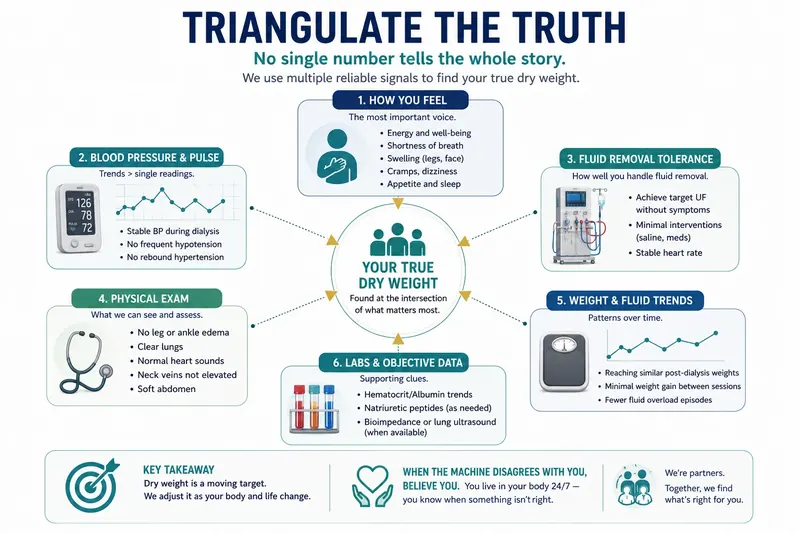 TRIANGULATE THE TRUTH
No single number tells the whole story.
We use multiple reliable signals to find your true dry weight.
1. HOW YOU FEEL
The most important voice.
• Energy and well-being
• Shortness of breath
• Swelling (legs, face)
• Cramps, dizziness
• Appetite and sleep
2. BLOOD PRESSURE & PULSE
Trends > single readings.
126
78
72
• Stable BP during dialysis
• No frequent hypotension
• No rebound hypertension
3. FLUID REMOVAL TOLERANCE
How well you handle fluid removal.
• Achieve target UF
without symptoms
• Minimal interventions
(saline, meds)
• Stable heart rate
YOUR TRUE
DRY WEIGHT
Found at the intersection
of what matters most.
4. PHYSICAL EXAM
What we can see and assess.
• No leg or ankle edema
• Clear lungs
• Normal heart sounds
• Neck veins not elevated
• Soft abdomen
5. WEIGHT & FLUID TRENDS
Patterns over time.
• Reaching similar post-dialysis weights
• Minimal weight gain between sessions
• Fewer fluid overload episodes
6. LABS & OBJECTIVE DATA
Supporting clues.
• Hematocrit/Albumin trends
• Natriuretic peptides (as needed)
• Bioimpedance or lung ultrasound
(when available)
KEY TAKEAWAY
Dry weight is a moving target.
We adjust it as your body and life change.
WHEN THE MACHINE DISAGREES WITH YOU,
BELIEVE YOU. You live in your body 24/7 –
you know when something isn't right.
We're partners.
Together, we find
what's right for you.